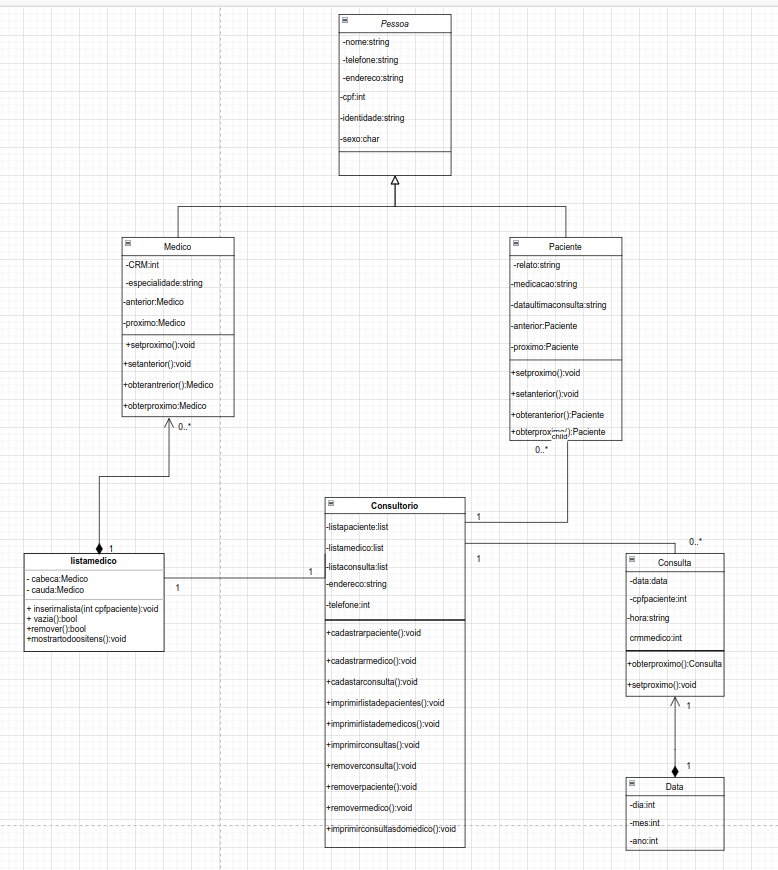 Pessoa
-nome:string
-telefone:string
-endereco:string
-cpf:int
-identidade:string
-sexo:char
Medico
-CRM:int
-especialidade:string
-anterior:Medico
-proximo:Medico
+setproximo():void
+setanterior():void
+obterantrerior():Medico
+obterproximo:Medico
0..*
Paciente
-relato:string
-medicacao:string
-dataultimaconsulta:string
-anterior:Paciente
-proximo:Paciente
+setproximo():void
+setanterior():void
+obteranterior():Paciente
+obterproximo():Paciente
child
0..*
1
listamedico
- cabeca:Medico
- cauda:Medico
+ inserirnalista(int cpfpaciente):void
+ vazia():bool
+remover():bool
+mostrartodoositens():void
1
1
Consultorio
-listapaciente:list
-listamedico:list
-listaconsulta:list
-endereco:string
-telefone:int
+cadastrarpaciente():void
+cadastrarmedico():void
+cadastarconsulta():void
+imprimirlistadepacientes():void
+imprimirlistademedicos():void
+imprimirconsultas():void
+removerconsulta():void
+removerpaciente():void
+removermedico():void
+imprimirconsultasdomedico():void
1
1
0..*
Consulta
-data:data
-cpfpaciente:int
-hora:string
crmmedico:int
+obterproximo():Consulta
+setproximo():void
1
1
Data
-dia:int
-mes:int
-ano:int